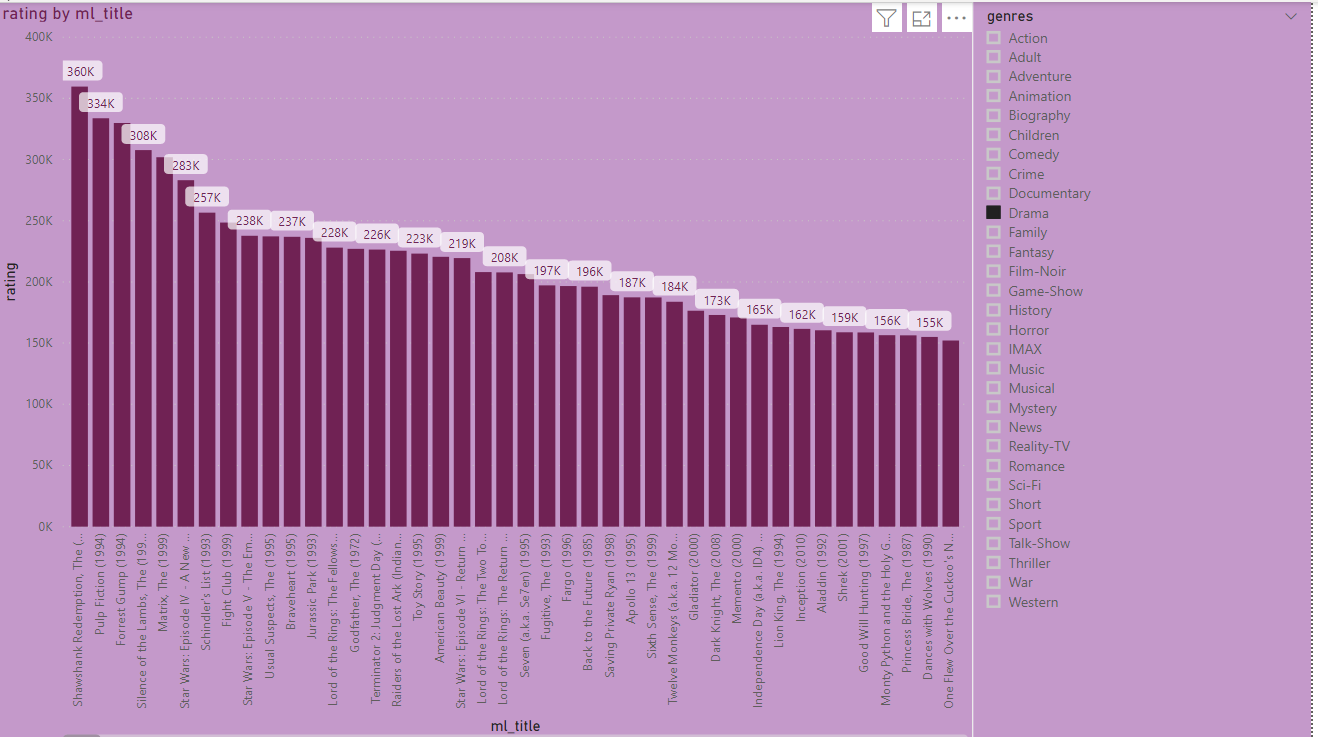 rating by ml_title
400K
350K
300K
250K
200K
150K
100K
50K
0K
rating
360K
334K
308K
283K
257K
238K
237K
228K
226K
223K
219K
208K
197K
196K
187K
184K
173K
165K
162K
159K
156K
155K
Shawshank Redemption, The (...
Pulp Fiction (1994)
Forrest Gump (1994)
Silence of the Lambs, The (199...
Matrix, The (1999)
Star Wars: Episode IV - A New ...
Schindler's List (1993)
Fight Club (1999)
Star Wars: Episode V - The Em...
Usual Suspects, The (1995)
Braveheart (1995)
Jurassic Park (1993)
Lord of the Rings: The Fellows...
Godfather, The (1972)
Terminator 2: Judgment Day (...
Raiders of the Lost Ark (Indian...
Toy Story (1995)
American Beauty (1999)
Star Wars: Episode VI - Return ...
Lord of the Rings: The Two To...
Lord of the Rings: The Return ...
Seven (a.k.a. Se7en) (1995)
Fugitive, The (1993)
Fargo (1996)
Back to the Future (1985)
Saving Private Ryan (1998)
Apollo 13 (1995)
Sixth Sense, The (1999)
Twelve Monkeys (a.k.a. 12 Mo...
Gladiator (2000)
Dark Knight, The (2008)
Memento (2000)
Independence Day (a.k.a. ID4) ...
Lion King, The (1994)
Inception (2010)
Aladdin (1992)
Shrek (2001)
Good Will Hunting (1997)
Monty Python and the Holy G...
Princess Bride, The (1987)
Dances with Wolves (1990)
One Flew Over the Cuckoo's N...
ml_title
genres
Action
Adult
Adventure
Animation
Biography
Children
Comedy
Crime
Documentary
Drama
Family
Fantasy
Film-Noir
Game-Show
History
Horror
IMAX
Music
Musical
Mystery
News
Reality-TV
Romance
Sci-Fi
Short
Sport
Talk-Show
Thriller
War
Western